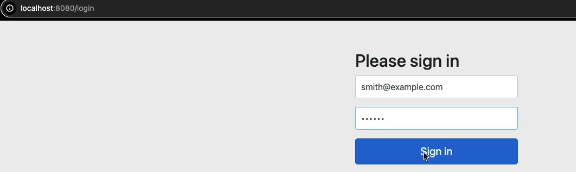 localhost:8080/login
Please sign in
smith@example.com
••••••
Sign in